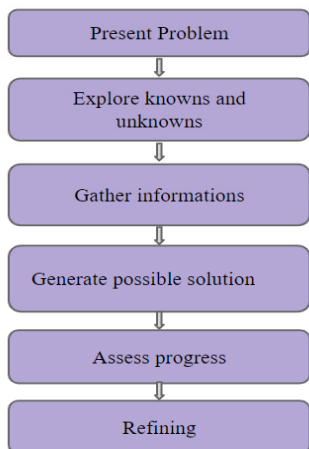 Present Problem
Explore knowns and
unknowns
Gather informations
Generate possible solution
Assess progress
Refining